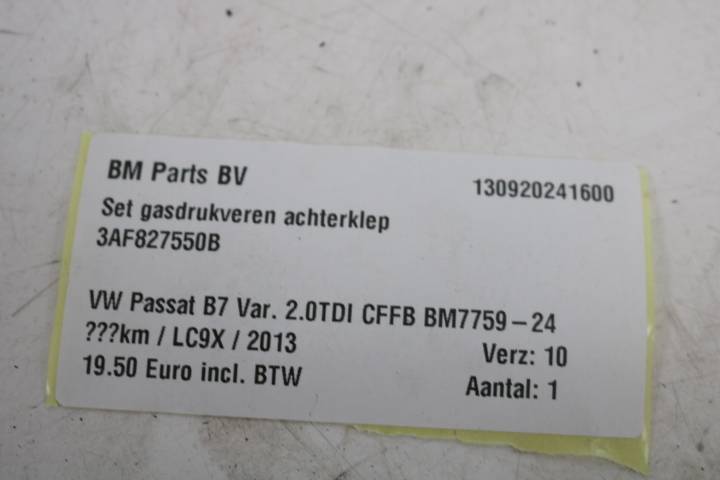 BM Parts BV 130920241600
Set gasdrukveren achterklep
3AF827550B
VW Passat B7 Var. 2.0TDI CFFB BM7759-24
???km / LC9X / 2013 Verz: 10
19.50 Euro incl. BTW Aantal: 1